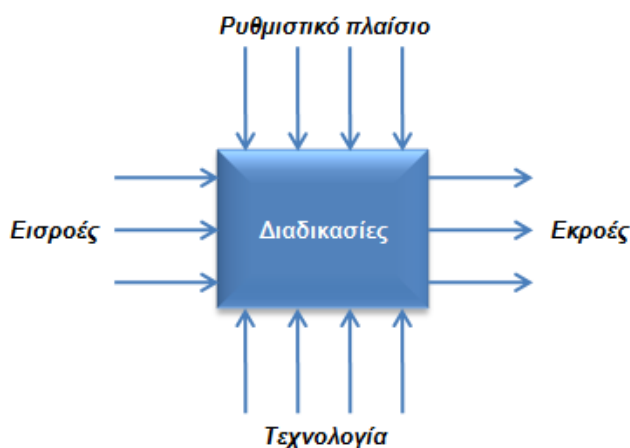 Ρυθμιστικό πλαίσιο
Εισροές
Διαδικασίες
Εκροές
Τεχνολογία